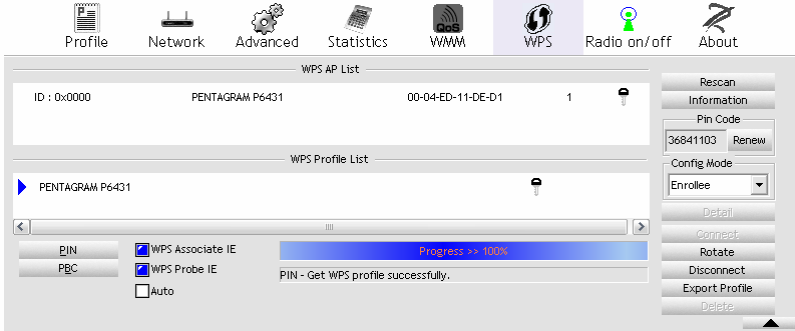 Profile Network Advanced Statistics QoS WMM WPS Radio on/off About
WPS AP List
ID : 0x0000 PENTAGRAM P6431 00-04-ED-11-DE-D1 1
WPS Profile List
PENTAGRAM P6431
PIN
PBC
WPS Associate IE
WPS Probe IE
Auto
Progress >> 100%
PIN - Get WPS profile successfully.
Rescan
Information
Pin Code
36841103 Renew
Config Mode
Enrollee
Detail
Connect
Rotate
Disconnect
Export Profile
Delete